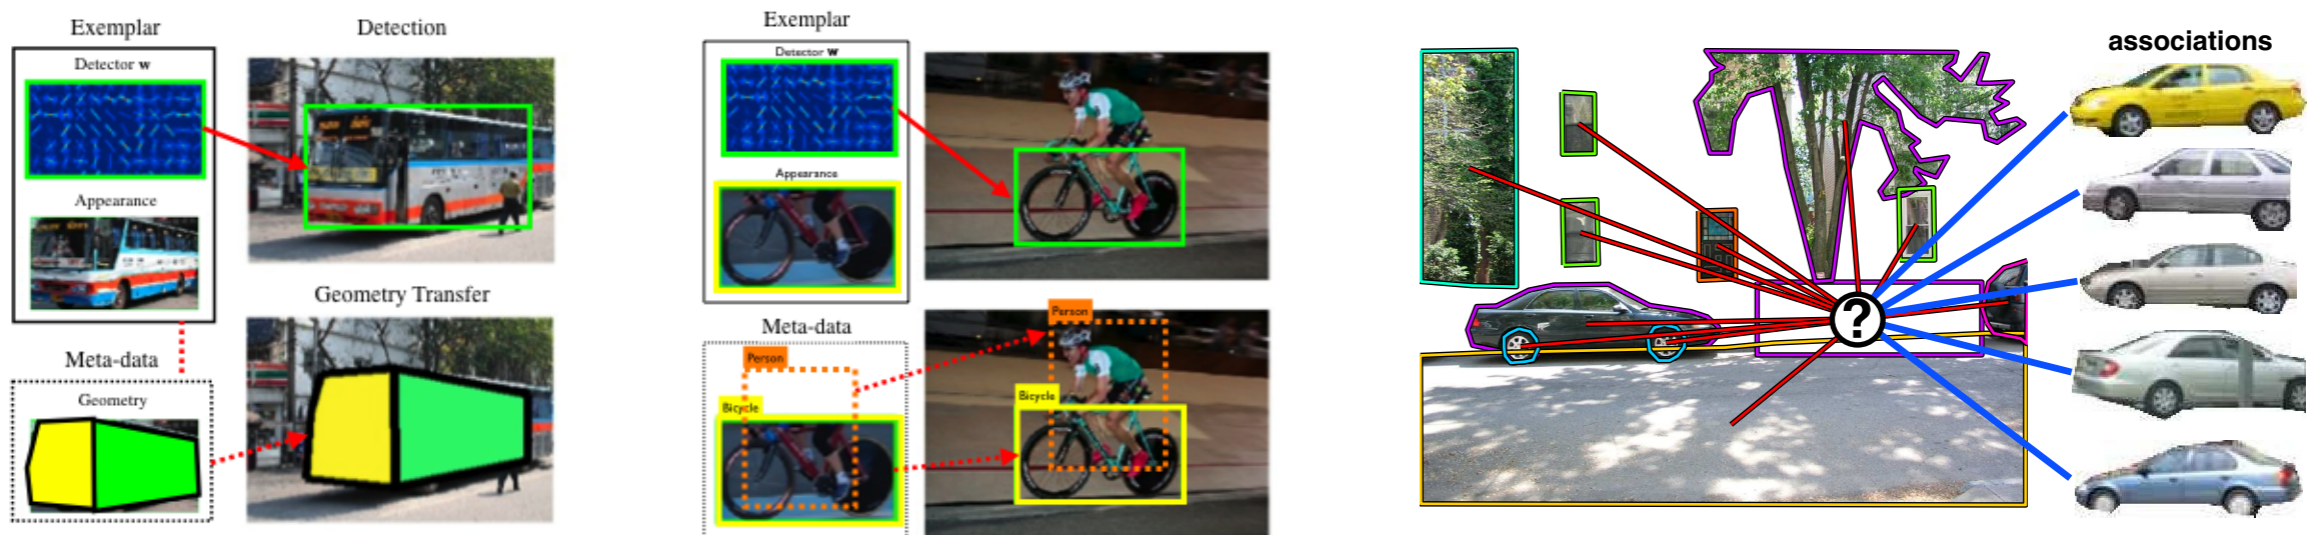 Exemplar
Detection
Detector w
Appearance
Geometry Transfer
Meta-data
Geometry
Exemplar
Detector w
Appearance
Meta-data
Person
Bicycle
Person
Bicycle
associations
?